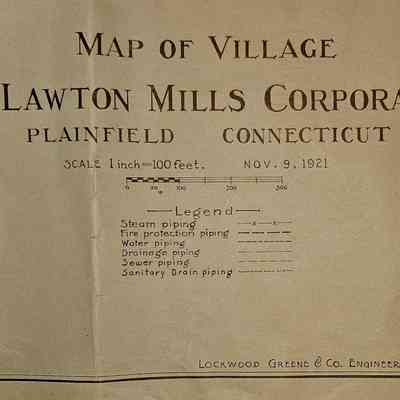 MAP OF VILLAGE
LAWTON MILLS CORPORA
PLAINFIELD CONNECTICUT
SCALE 1 inch = 100 feet. NOV. 9, 1921
0 50 100 200 300
Legend
Steam piping
Fire protection piping
Water piping
Drainage piping
Sewer piping
Sanitary Drain piping
LOCKWOOD GREENE & CO. ENGINEER